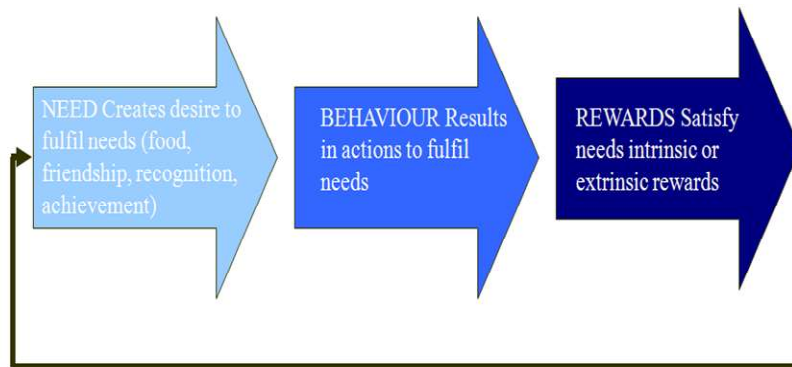 NEED Creates desire to
fulfil needs (food,
friendship, recognition,
achievement)
BEHAVIOUR Results
in actions to fulfil
needs
REWARDS Satisfy
needs intrinsic or
extrinsic rewards